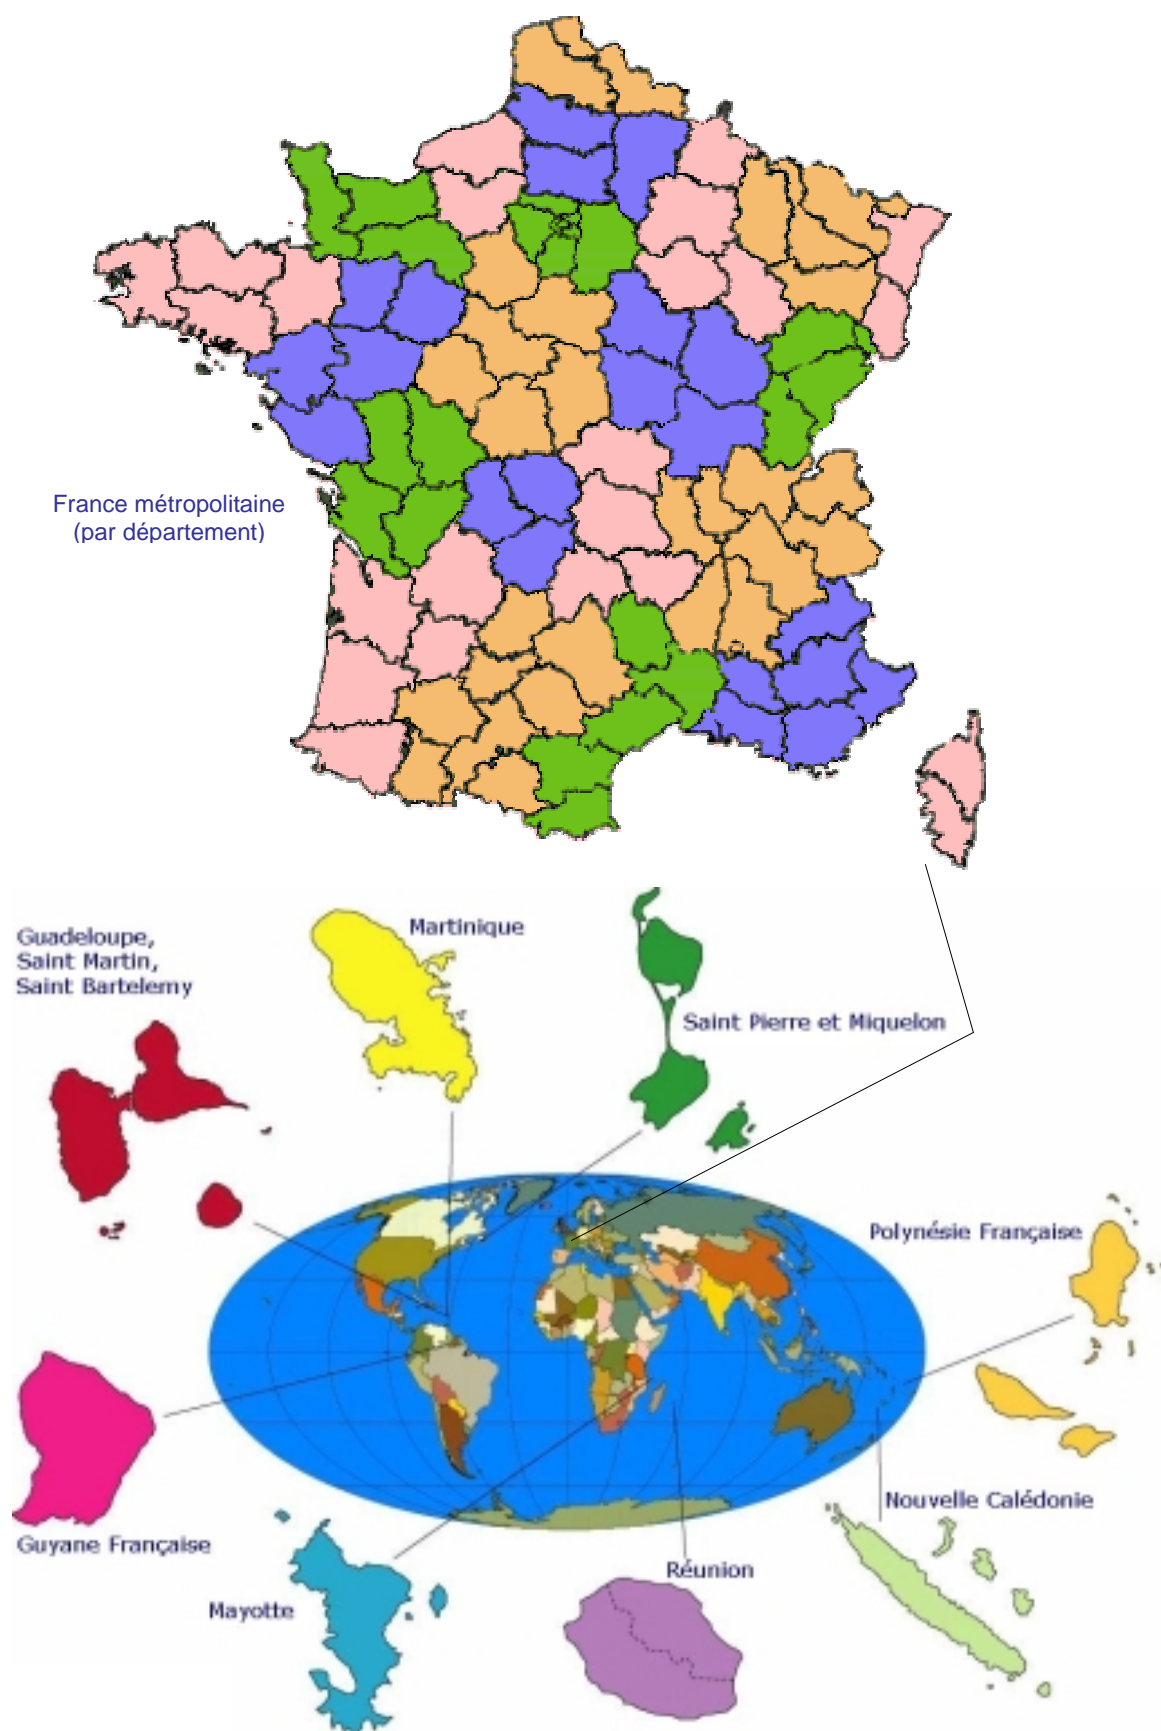 France métropolitaine
(par département)
Martinique
Guadeloupe,
Saint Martin,
Saint Bartelemy
Saint Pierre et Miquelon
Polynésie Française
Nouvelle Calédonie
Guyane Française
Réunion
Mayotte